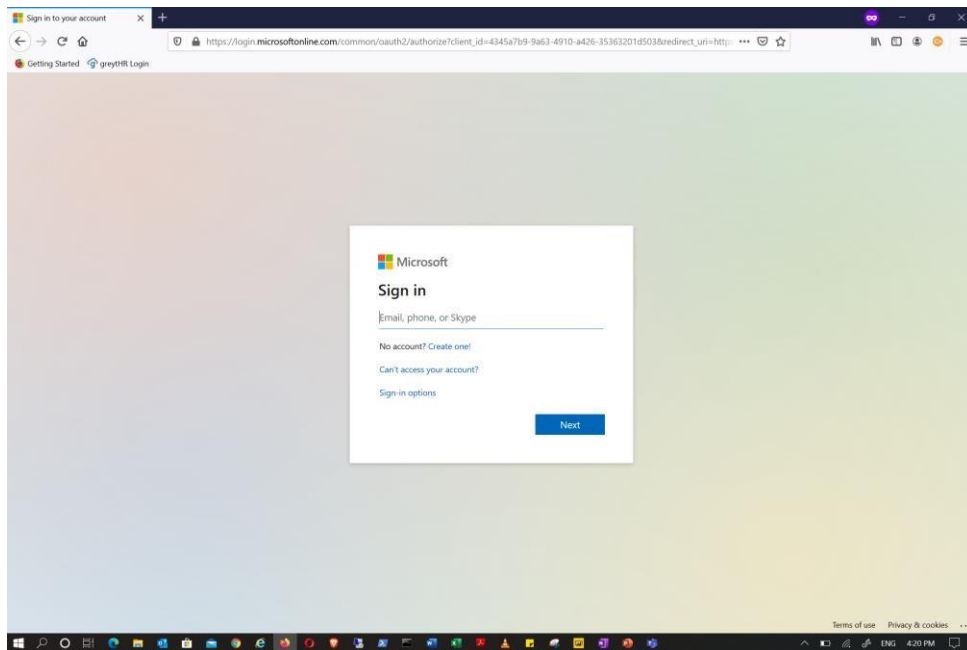 Sign in to your account
https://login.microsoftonline.com/common/oauth2/authorize?client_id=4345a7b9-9a63-4910-a426-35363201d503&redirect_uri=http
Getting Started greytHR Login
Microsoft
Sign in
Email, phone, or Skype
No account? Create one!
Can't access your account?
Sign-in options
Next
Terms of use Privacy & cookies ...
ENG 4:20 PM